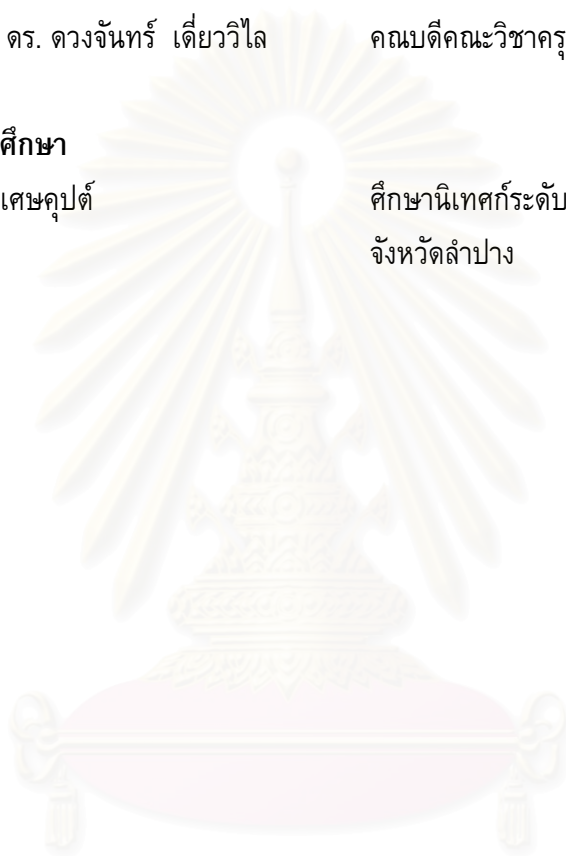 ดร. ดวงจันทร์ เดี่ยววิไล คณบดีคณะวิชาครุ
ศึกษา
เศษคุปต์ ศึกษานิเทศก์ระดับ
จังหวัดลำปาง